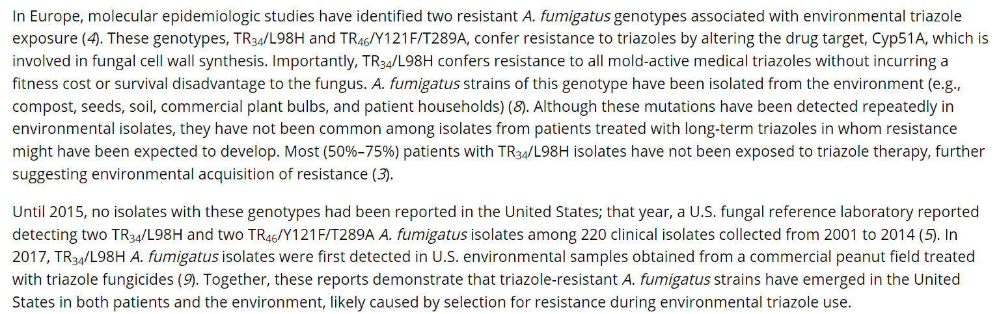 In Europe, molecular epidemiologic studies have identified two resistant A. fumigatus genotypes associated with environmental triazole
exposure (4). These genotypes, TR34/L98H and TR46/Y121F/T289A, confer resistance to triazoles by altering the drug target, Cyp51A, which is
involved in fungal cell wall synthesis. Importantly, TR34/L98H confers resistance to all mold-active medical triazoles without incurring a
fitness cost or survival disadvantage to the fungus. A. fumigatus strains of this genotype have been isolated from the environment (e.g.,
compost, seeds, soil, commercial plant bulbs, and patient households) (8). Although these mutations have been detected repeatedly in
environmental isolates, they have not been common among isolates from patients treated with long-term triazoles in whom resistance
might have been expected to develop. Most (50%–75%) patients with TR34/L98H isolates have not been exposed to triazole therapy, further
suggesting environmental acquisition of resistance (3).
Until 2015, no isolates with these genotypes had been reported in the United States; that year, a U.S. fungal reference laboratory reported
detecting two TR34/L98H and two TR46/Y121F/T289A A. fumigatus isolates among 220 clinical isolates collected from 2001 to 2014 (5). In
2017, TR34/L98H A. fumigatus isolates were first detected in U.S. environmental samples obtained from a commercial peanut field treated
with triazole fungicides (9). Together, these reports demonstrate that triazole-resistant A. fumigatus strains have emerged in the United
States in both patients and the environment, likely caused by selection for resistance during environmental triazole use.